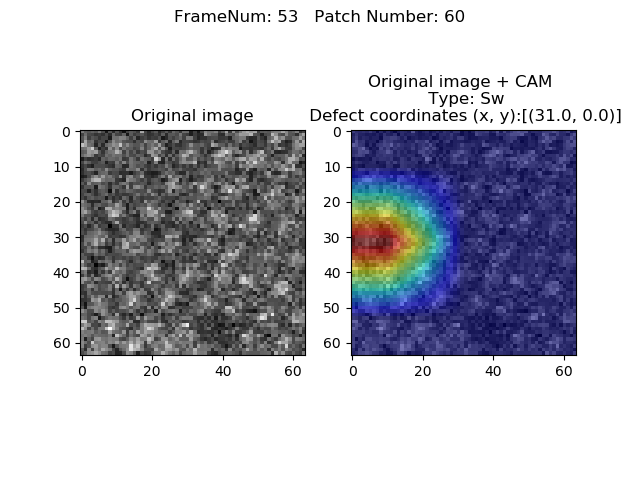 FrameNum: 53   Patch Number: 60
Original image
Original image + CAM
Type: Sw
Defect coordinates (x, y):[(31.0, 0.0)]
0
10
20
30
40
50
60
0 20 40 60
0
10
20
30
40
50
60
0 20 40 60